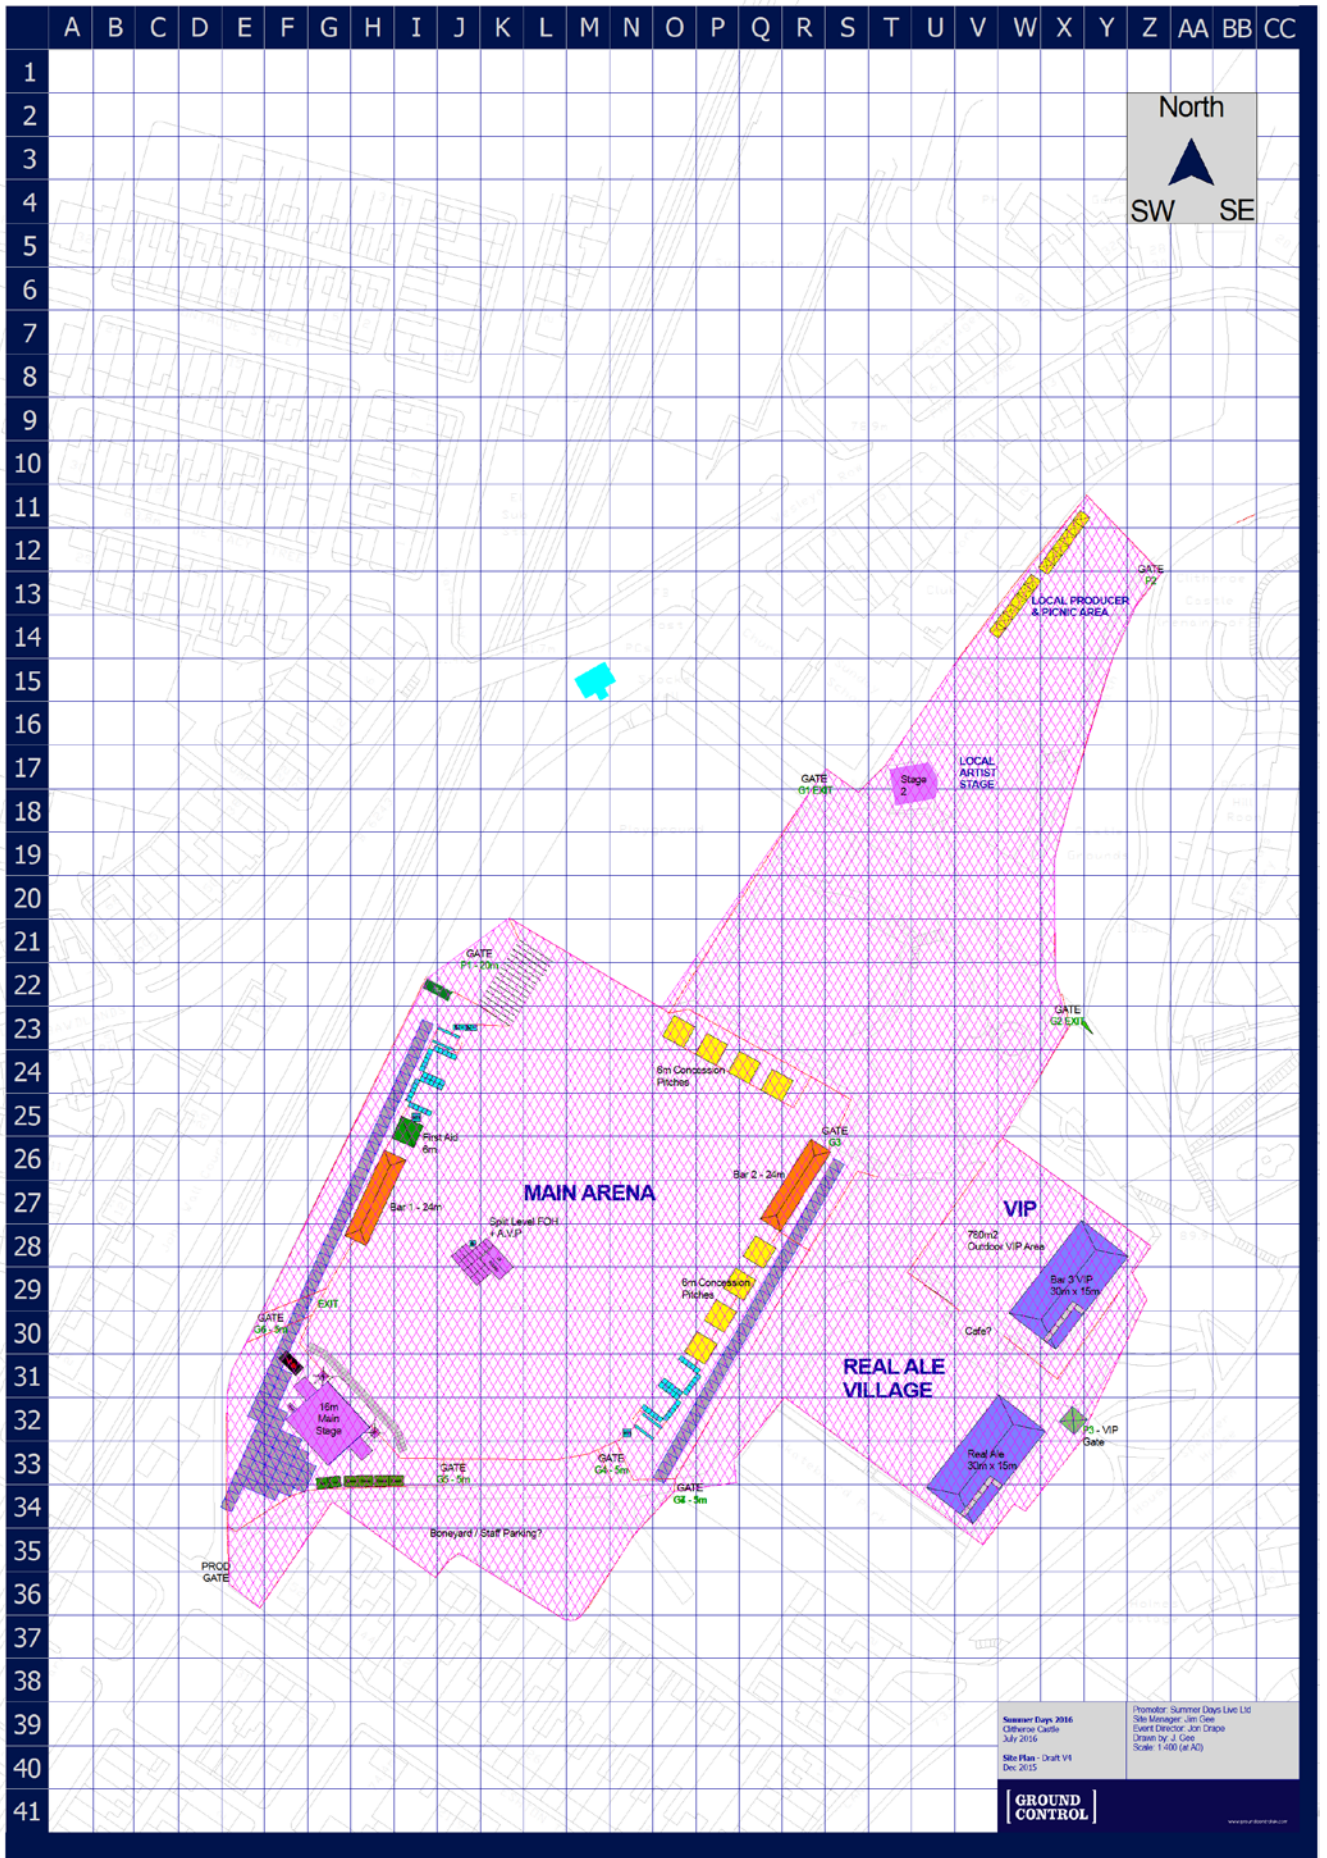 A B C D E F G H I J K L M N O P Q R S T U V W X Y Z AA BB CC
1
2
3
4
5
6
7
8
9
10
11
12
13
14
15
16
17
18
19
20
21
22
23
24
25
26
27
28
29
30
31
32
33
34
35
36
37
38
39
40
41
North
SW SE
GATE
P2
LOCAL PRODUCER
& PICNIC AREA
GATE
G1 EXIT
Stage
2
LOCAL
ARTIST
STAGE
GATE
P1 - 20m
GATE
G2 EXIT
6m Concession
Pitches
First Aid
6m
GATE
G3
Bar 2 - 24m
MAIN ARENA
Bar 1 - 24m
Split Level FOH
+ A.V.P
VIP
780m2
Outdoor VIP Area
6m Concession
Pitches
Bar 3 VIP
30m x 15m
EXIT
GATE
G6 - 5m
Cafe?
REAL ALE
VILLAGE
16m
Main
Stage
P3 - VIP
Gate
Real Ale
30m x 15m
GATE
G5 - 5m
GATE
G4 - 5m
GATE
Boneyard / Staff Parking?
PROD
GATE
Summer Days 2016
Clitheroe Castle
July 2016
Site Plan - Draft V4
Dec 2015
Promoter: Summer Days Live Ltd
Site Manager: Jim Gee
Event Director: Jon Drape
Drawn by: J. Gee
Scale: 1:400 (at A0)
[GROUND
CONTROL]